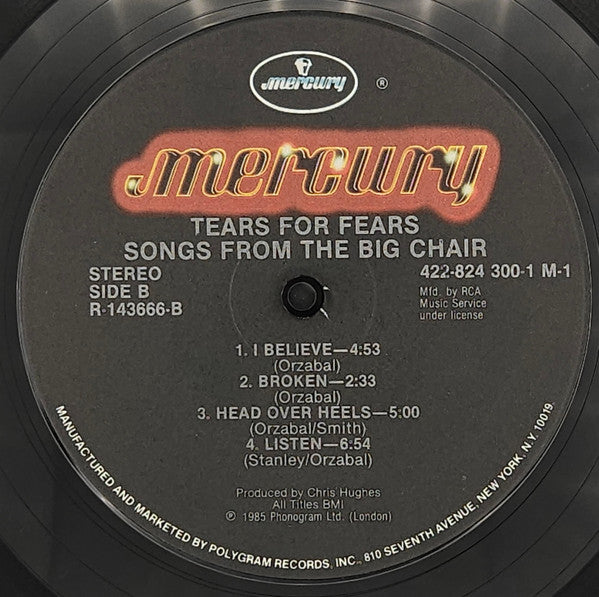 mercury ®
mercury
TEARS FOR FEARS
SONGS FROM THE BIG CHAIR
STEREO
SIDE B
R-143666-B
422-824 300-1 M-1
Mfd. by RCA
Music Service
under license
1. I BELIEVE—4:53
(Orzabal)
2. BROKEN—2:33
(Orzabal)
3. HEAD OVER HEELS—5:00
(Orzabal/Smith)
4. LISTEN—6:54
(Stanley/Orzabal)
Produced by Chris Hughes
All Titles BMI
℗ 1985 Phonogram Ltd. (London)
MANUFACTURED AND MARKETED BY POLYGRAM RECORDS, INC., 810 SEVENTH AVENUE, NEW YORK, N.Y. 10019